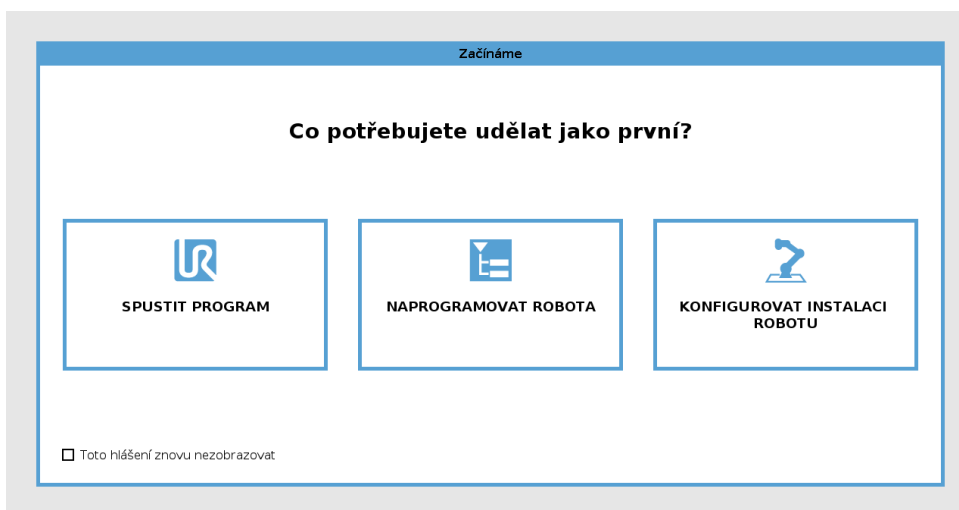 Začínáme
Co potřebujete udělat jako první?
SPUSTIT PROGRAM
NAPROGRAMOVAT ROBOTA
KONFIGUROVAT INSTALACI
ROBOTU
Toto hlášení znovu nezobrazovat